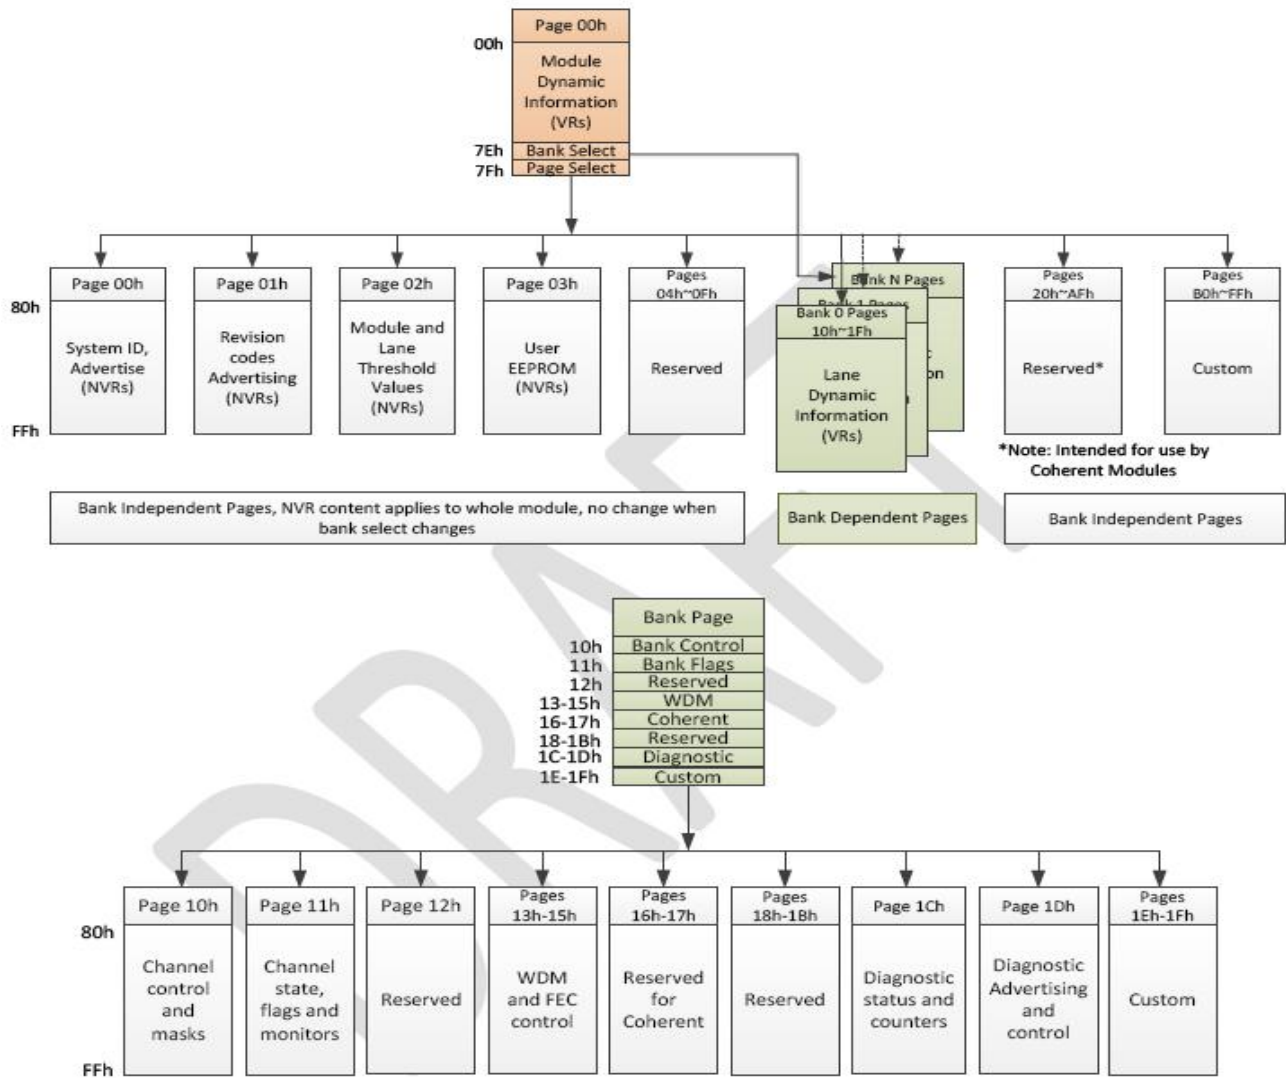 Page 00h
00h
Module
Dynamic
Information
(VRs)
7Eh
Bank Select
7Fh
Page Select
Page 00h
Page 01h
Page 02h
Page 03h
Pages
04h~0Fh
Bank N Pages
Bank 1 Pages
Bank 0 Pages
10h~1Fh
Pages
20h~AFh
Pages
B0h~FFh
80h
System ID,
Advertise
(NVRs)
Revision
codes
Advertising
(NVRs)
Module and
Lane
Threshold
Values
(NVRs)
User
EEPROM
(NVRs)
Reserved
Lane
Dynamic
Information
(VRs)
Reserved*
Custom
FFh
*Note: Intended for use by
Coherent Modules
Bank Independent Pages, NVR content applies to whole module, no change when
bank select changes
Bank Dependent Pages
Bank Independent Pages
Bank Page
10h
Bank Control
11h
Bank Flags
12h
Reserved
13-15h
WDM
16-17h
Coherent
18-1Bh
Reserved
1C-1Dh
Diagnostic
1E-1Fh
Custom
Page 10h
Page 11h
Page 12h
Pages
13h-15h
Pages
16h-17h
Pages
18h-1Bh
Page 1Ch
Page 1Dh
Pages
1Eh-1Fh
80h
Channel
control
and
masks
Channel
state,
flags and
monitors
Reserved
WDM
and FEC
control
Reserved
for
Coherent
Reserved
Diagnostic
status and
counters
Diagnostic
Advertising
and
control
Custom
FFh
DRAFT